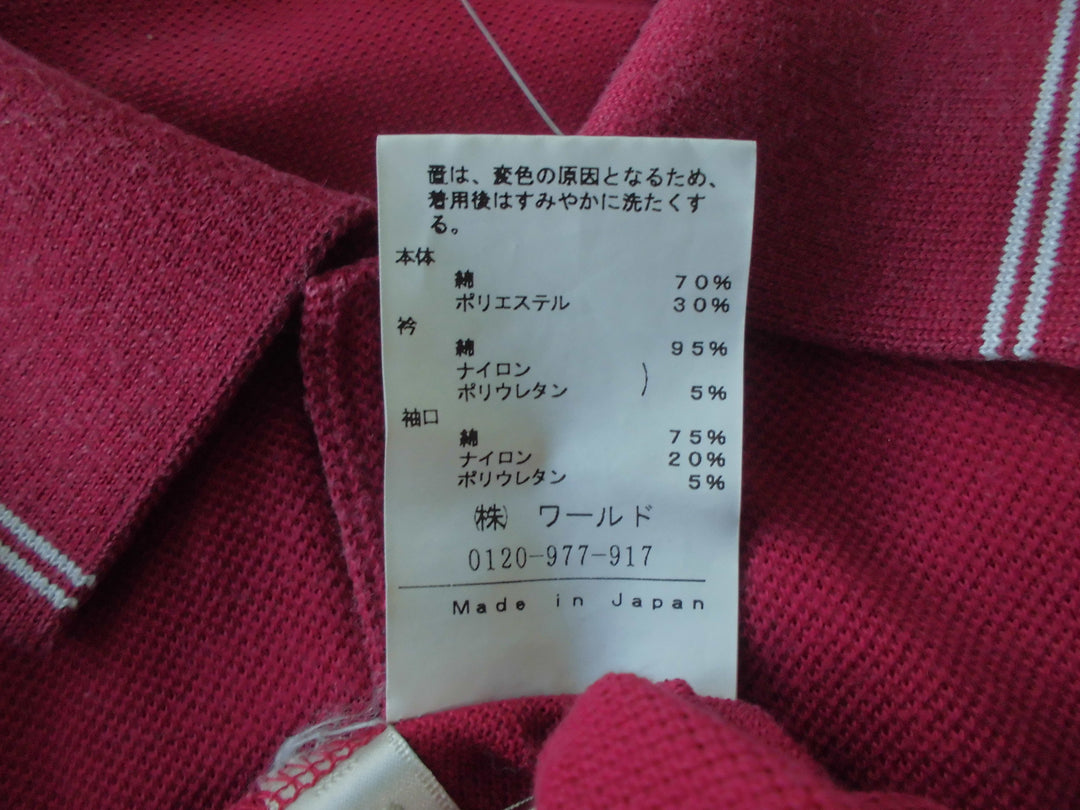 置は、変色の原因となるため、
着用後はすみやかに洗たくす
る。
本体
綿 70%
ポリエステル 30%
衿
綿 95%
ナイロン )
ポリウレタン 5%
袖口
綿 75%
ナイロン 20%
ポリウレタン 5%
㈱ ワールド
0120-977-917
Made in Japan